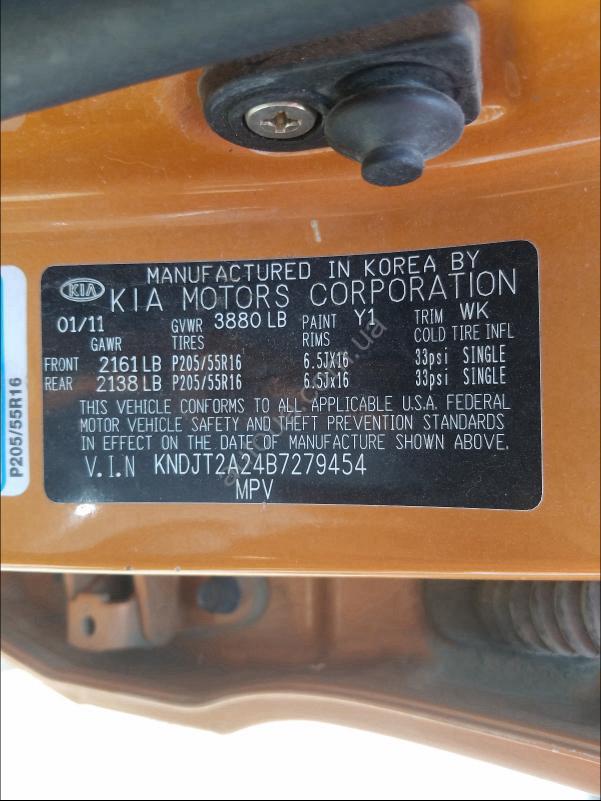 MANUFACTURED IN KOREA BY
KIA KIA MOTORS CORPORATION
01/11 GVWR 3880 LB PAINT Y1 TRIM WK
GAWR TIRES RIMS COLD TIRE INFL
FRONT 2161 LB P205/55R16 6.5JX16 33psi SINGLE
REAR 2138 LB P205/55R16 6.5Jx16 33psi SINGLE
THIS VEHICLE CONFORMS TO ALL APPLICABLE U.S.A. FEDERAL
MOTOR VEHICLE SAFETY AND THEFT PREVENTION STANDARDS
IN EFFECT ON THE DATE OF MANUFACTURE SHOWN ABOVE.
V.I.N KNDJT2A24B7279454
MPV
P205/55R16